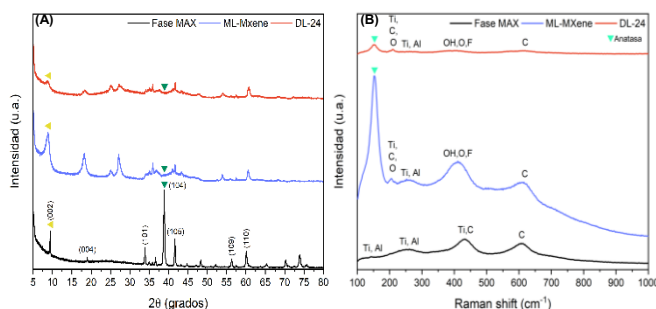 (A)
Fase MAX
ML-MXene
DL-24
Intensidad (u.a.)
(002)
(004)
(101)
(104)
(105)
(109)
(110)
5 10 15 20 25 30 35 40 45 50 55 60 65 70 75 80
2θ (grados)
(B)
Fase MAX
ML-MXene
DL-24
Anatasa
Intensidad (u.a.)
Ti,
C,
O
Ti, Al
OH,O,F
C
Ti,
C,
O
Ti, Al
OH,O,F
C
Ti, Al
Ti, Al
Ti,C
C
100 200 300 400 500 600 700 800 900 1000
Raman shift (cm⁻¹)